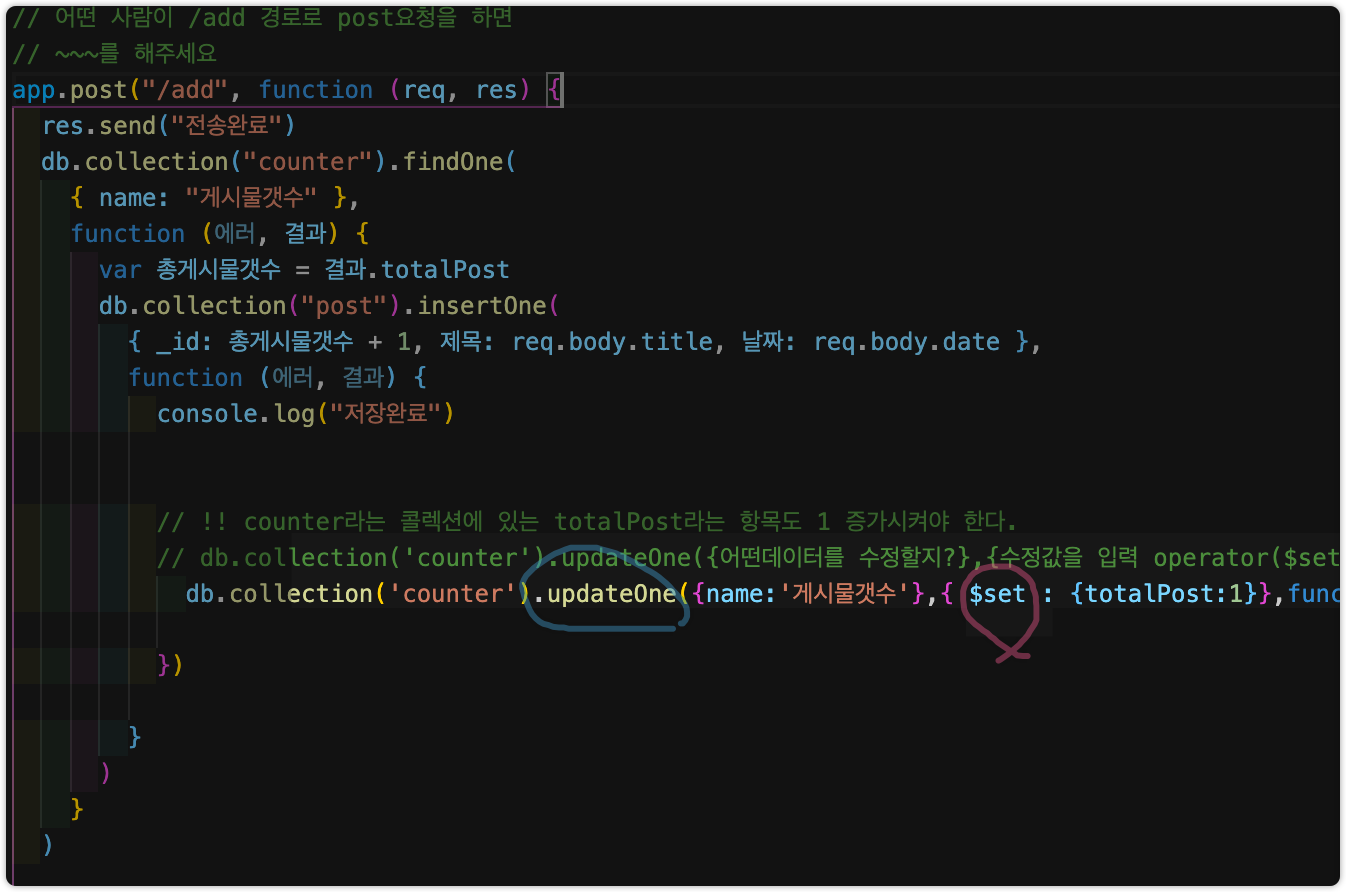 // 어떤 사람이 /add 경로로 post요청을 하면
// ~~~를 해주세요
app.post("/add", function (req, res) {
res.send("전송완료")
db.collection("counter").findOne(
{ name: "게시물갯수" },
function (에러, 결과) {
var 총게시물갯수 = 결과.totalPost
db.collection("post").insertOne(
{ _id: 총게시물갯수 + 1, 제목: req.body.title, 날짜: req.body.date },
function (에러, 결과) {
console.log("저장완료")
// !! counter라는 콜렉션에 있는 totalPost라는 항목도 1 증가시켜야 한다.
// db.collection('counter').updateOne({어떤데이터를 수정할지?},{수정값을 입력 operator($set
db.collection('counter').updateOne({name:'게시물갯수'},{ $set : {totalPost:1}},func
})
}
)
}
)